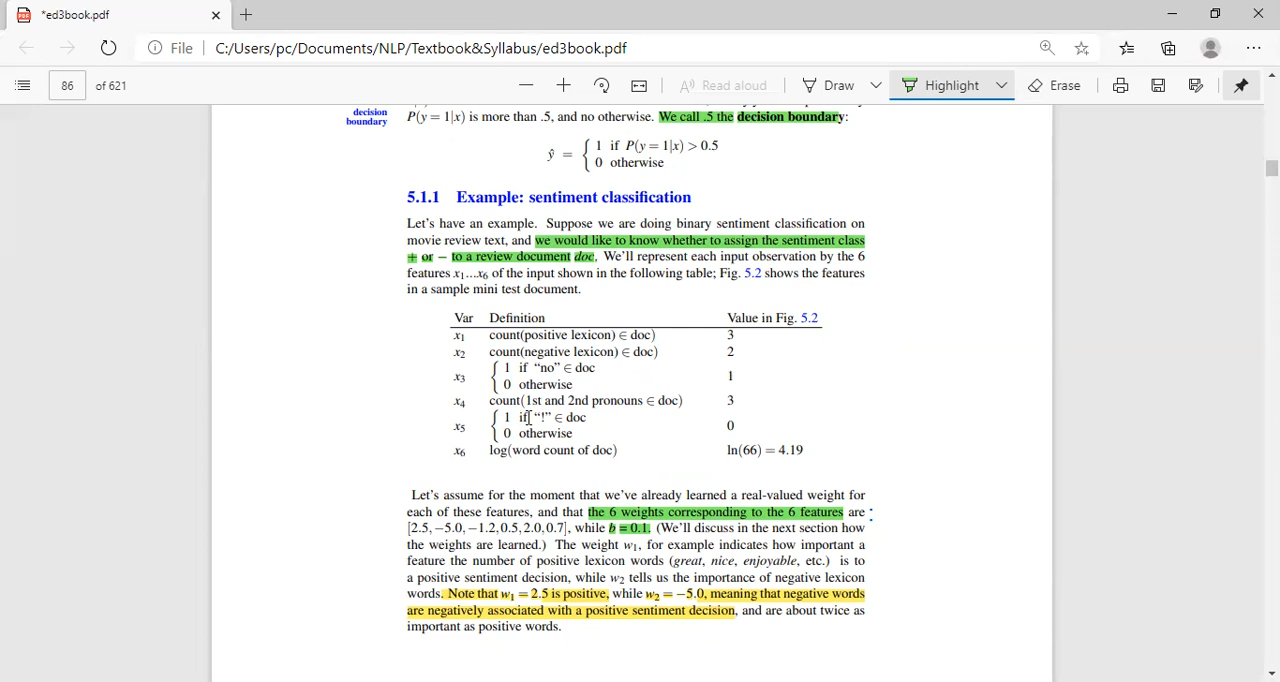 *ed3book.pdf
File C:/Users/pc/Documents/NLP/Textbook&Syllabus/ed3book.pdf
86 of 621 Read aloud Draw Highlight Erase
decision
boundary
P(y = 1|x) is more than .5, and no otherwise. We call .5 the decision boundary:
ŷ = { 1 if P(y = 1|x) > 0.5
0 otherwise
5.1.1 Example: sentiment classification
Let's have an example. Suppose we are doing binary sentiment classification on
movie review text, and we would like to know whether to assign the sentiment class
+ or − to a review document doc. We'll represent each input observation by the 6
features x1...x6 of the input shown in the following table; Fig. 5.2 shows the features
in a sample mini test document.
Var Definition Value in Fig. 5.2
x1 count(positive lexicon) ∈ doc) 3
x2 count(negative lexicon) ∈ doc) 2
x3 { 1 if “no” ∈ doc
0 otherwise 1
x4 count(1st and 2nd pronouns ∈ doc) 3
x5 { 1 if “!” ∈ doc
0 otherwise 0
x6 log(word count of doc) ln(66) = 4.19
Let's assume for the moment that we've already learned a real-valued weight for
each of these features, and that the 6 weights corresponding to the 6 features are
[2.5, −5.0, −1.2, 0.5, 2.0, 0.7], while b = 0.1. (We'll discuss in the next section how
the weights are learned.) The weight w1, for example indicates how important a
feature the number of positive lexicon words (great, nice, enjoyable, etc.) is to
a positive sentiment decision, while w2 tells us the importance of negative lexicon
words. Note that w1 = 2.5 is positive, while w2 = −5.0, meaning that negative words
are negatively associated with a positive sentiment decision, and are about twice as
important as positive words.